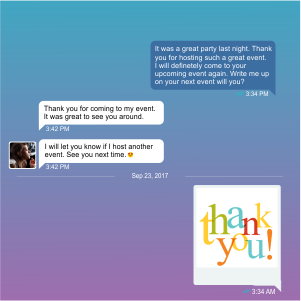 It was a great party last night. Thank
you for hosting such a great event.
I will definetely come to your
upcoming event again. Write me up
on your next event will you?
3:34 PM
Thank you for coming to my event.
It was great to see you around.
3:42 PM
I will let you know if I host another
event. See you next time.😍
3:42 PM
Sep 23, 2017
thank
you!
3:34 AM